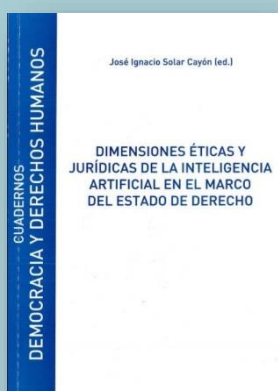 José Ignacio Solar Cayón (ed.)
DIMENSIONES ÉTICAS Y
JURÍDICAS DE LA INTELIGENCIA
ARTIFICIAL EN EL MARCO
DEL ESTADO DE DERECHO
CUADERNOS
DEMOCRACIA Y DERECHOS HUMANOS